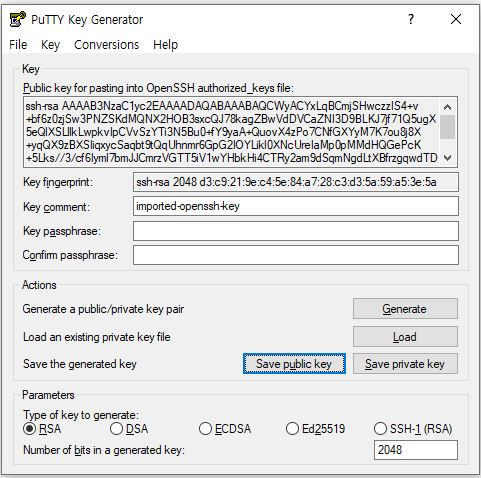 PuTTY Key Generator
File Key Conversions Help
Key
Public key for pasting into OpenSSH authorized_keys file:
ssh-rsa AAAAB3NzaC1yc2EAAAADAQABAAABAQCWyACYxLqBCmjSHwczzIS4+v
+bf6z0zjSw3PNZSKdMQNX2HOB3sxcQJ78kagZBwVdDVCaZNI3D9BLKJ7jf71Q5ugX
5eQIXSLllkLwpkvlpCVvSzYTi3N5Bu0+fY9yaA+QuovX4zPo7CNfGXYyM7K7ou8j8X
+yqQX9zBXSIiqxycSaqbt9tQqUhnmr6Gpg2lOYLikI0XNcUreIaMp0pMMdHQGePcK
+5Lks//3/cf6IymI7bmJJCmrzVGTT5iV1wYHbkHi4CTRy2am9dSqmNgdLtXBfrzgqwdTD
Key fingerprint: ssh-rsa 2048 d3:c9:21:9e:c4:5e:84:a7:28:c3:d3:5a:59:a5:3e:5a
Key comment: imported-openssh-key
Key passphrase:
Confirm passphrase:
Actions
Generate a public/private key pair Generate
Load an existing private key file Load
Save the generated key Save public key Save private key
Parameters
Type of key to generate:
RSA DSA ECDSA Ed25519 SSH-1 (RSA)
Number of bits in a generated key: 2048